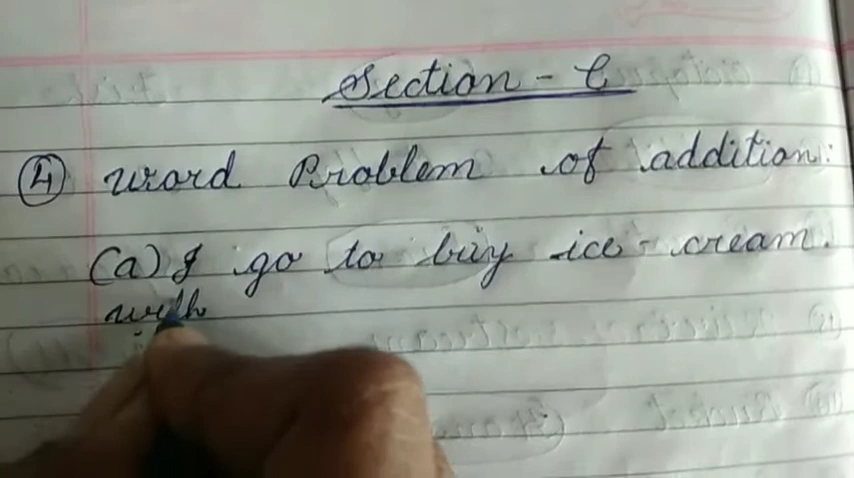 Section - C
④ word Problem of addition:
(a) I go to buy ice-cream.
with